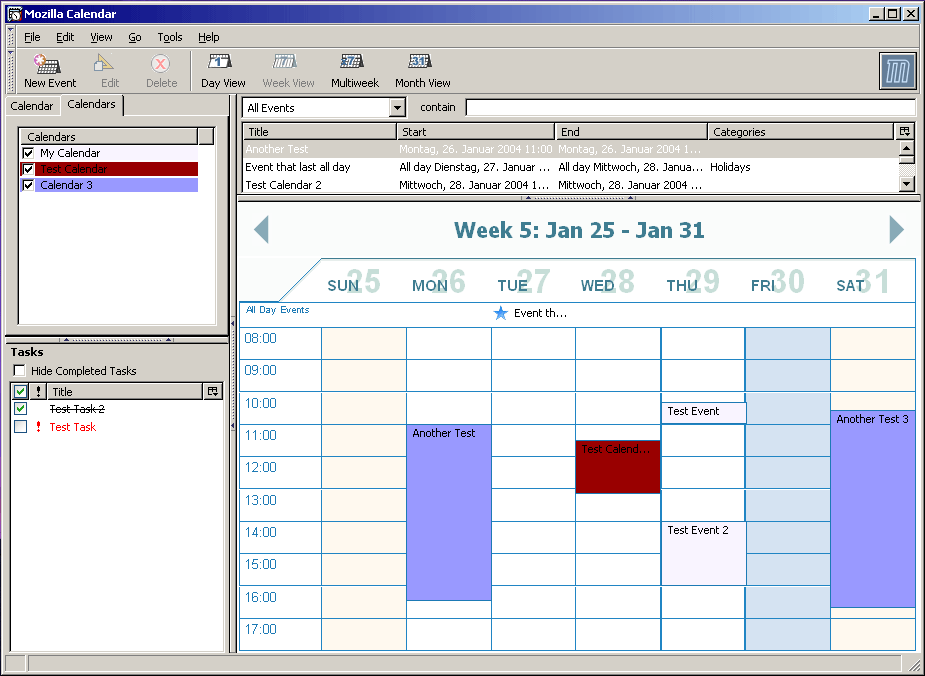 Mozilla Calendar
File Edit View Go Tools Help
New Event Edit Delete Day View Week View Multiweek Month View
Calendar Calendars
All Events contain
Calendars
My Calendar
Test Calendar
Calendar 3
Title Start End Categories
Another Test Montag, 26. Januar 2004 11:00 Montag, 26. Januar 2004 1...
Event that last all day All day Dienstag, 27. Januar ... All day Mittwoch, 28. Janua... Holidays
Test Calendar 2 Mittwoch, 28. Januar 2004 1... Mittwoch, 28. Januar 2004 ...
Week 5: Jan 25 - Jan 31
SUN 25 MON 26 TUE 27 WED 28 THU 29 FRI 30 SAT 31
All Day Events Event th...
Tasks
Hide Completed Tasks
! Title
Test Task 2
! Test Task
08:00
09:00
10:00
Test Event
Another Test 3
11:00
Another Test
Test Calend...
12:00
13:00
14:00
Test Event 2
15:00
16:00
17:00